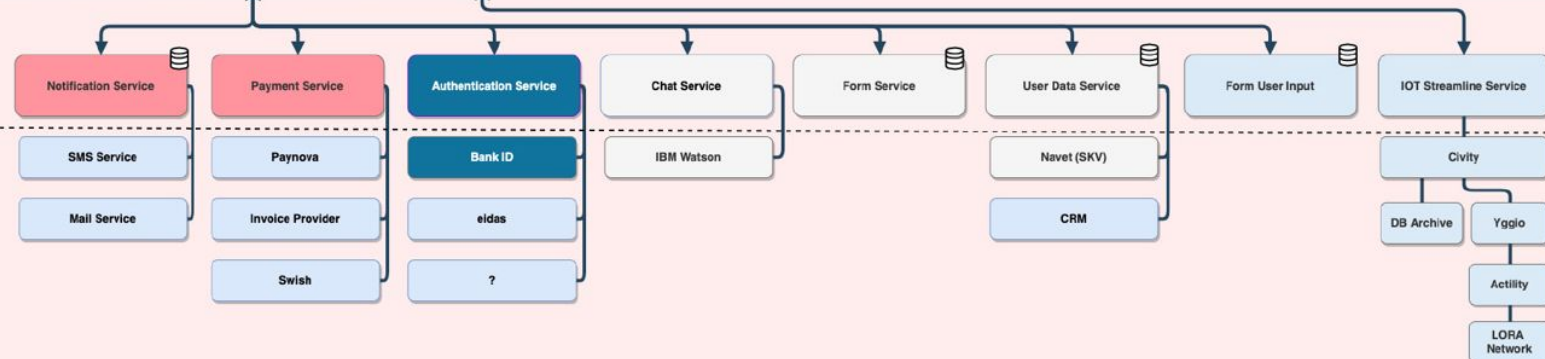 Notification Service
Payment Service
Authentication Service
Chat Service
Form Service
User Data Service
Form User Input
IOT Streamline Service
SMS Service
Paynova
Bank ID
IBM Watson
Navet (SKV)
Civity
Mail Service
Invoice Provider
eidas
CRM
DB Archive
Yggio
Swish
?
Actility
LORA
Network